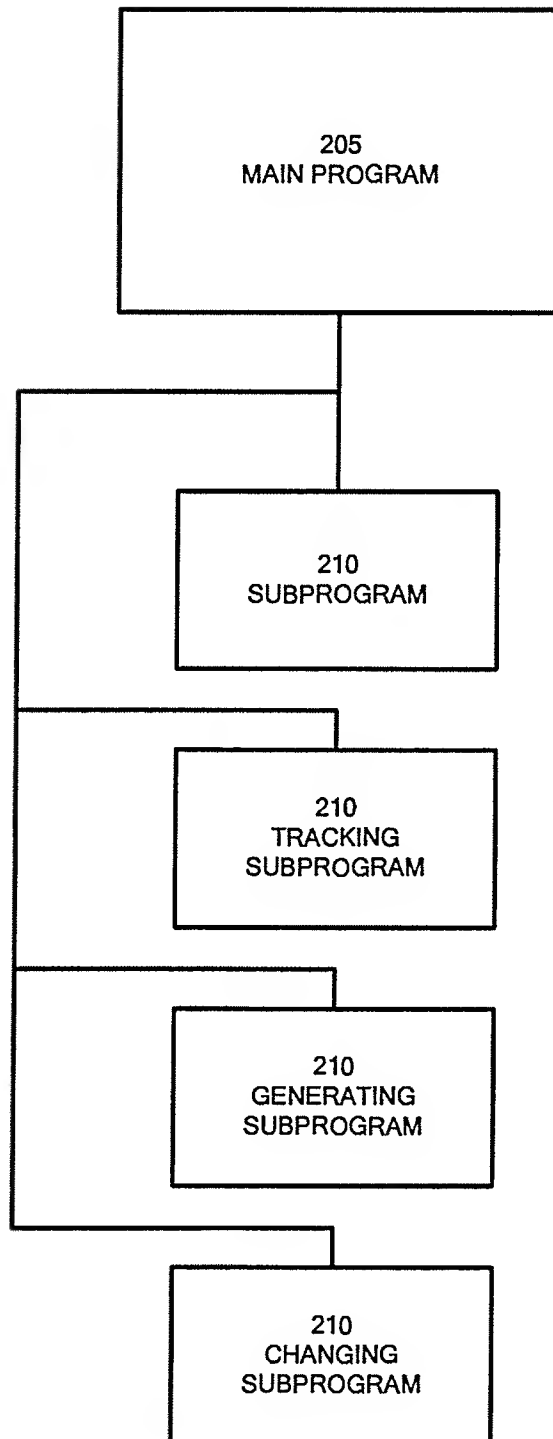 205
MAIN PROGRAM
210
SUBPROGRAM
210
TRACKING
SUBPROGRAM
210
GENERATING
SUBPROGRAM
210
CHANGING
SUBPROGRAM